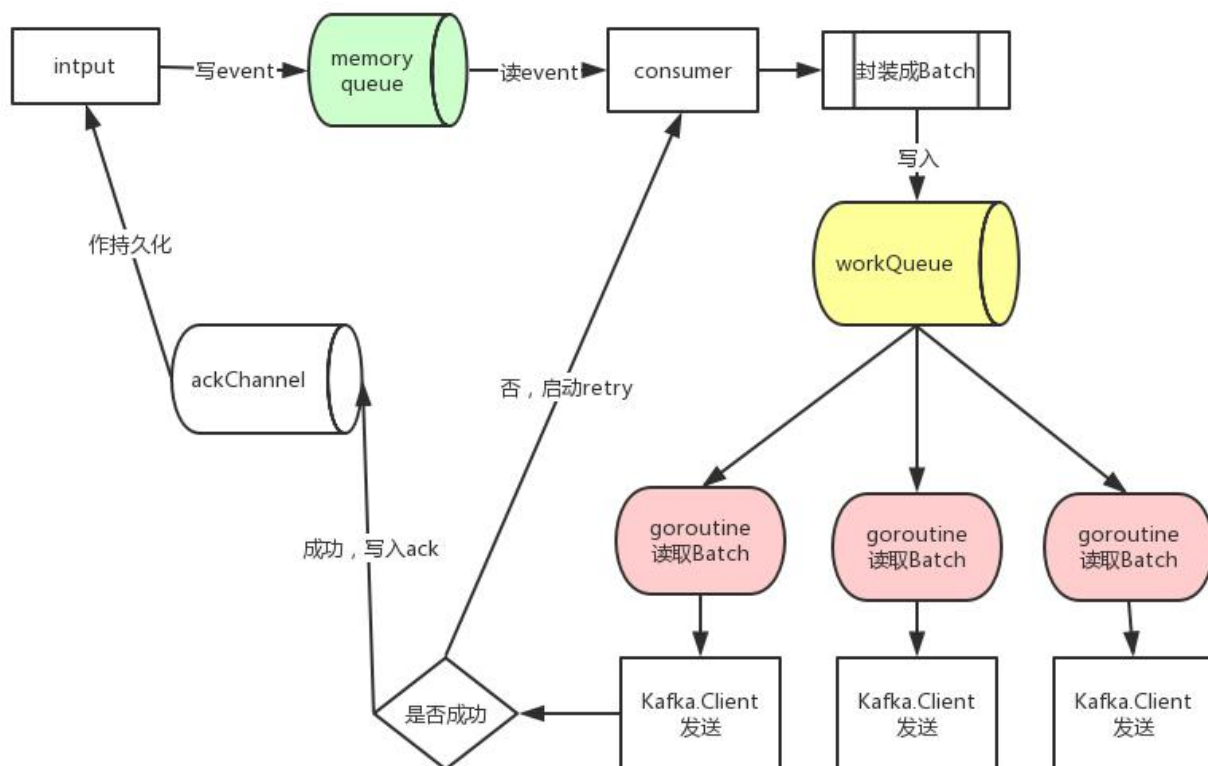 intput
写event
memory
queue
读event
consumer
封装成Batch
写入
workQueue
作持久化
ackChannel
否，启动retry
成功，写入ack
goroutine
读取Batch
goroutine
读取Batch
goroutine
读取Batch
是否成功
Kafka.Client
发送
Kafka.Client
发送
Kafka.Client
发送